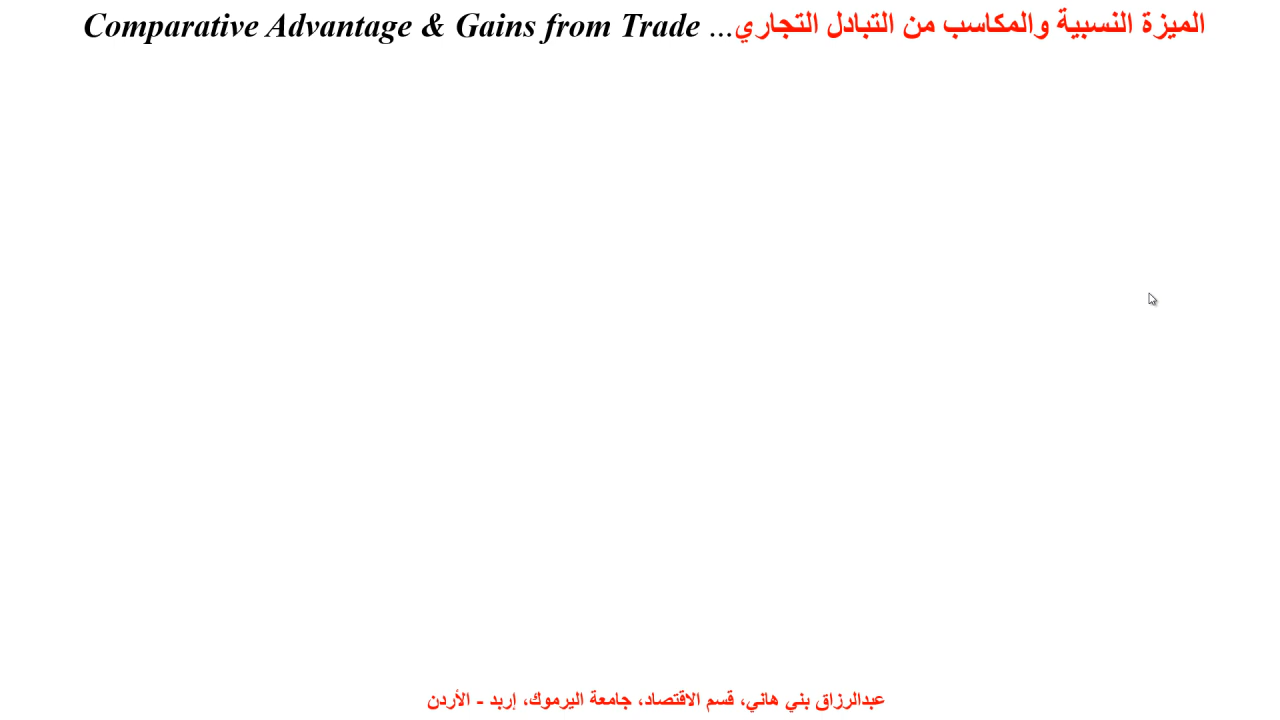 الميزة النسبية والمكاسب من التبادل التجاري... Comparative Advantage & Gains from Trade
عبدالرزاق بني هاني، قسم الاقتصاد، جامعة اليرموك، إربد - الأردن